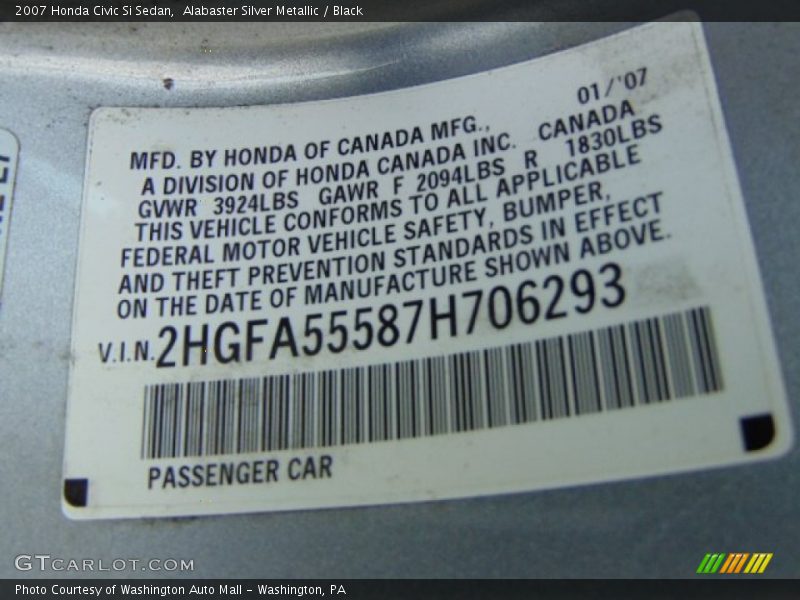 2007 Honda Civic Si Sedan,  Alabaster Silver Metallic / Black
01/'07
MFD. BY HONDA OF CANADA MFG.,
A DIVISION OF HONDA CANADA INC. CANADA
GVWR 3924LBS GAWR F 2094LBS R 1830LBS
THIS VEHICLE CONFORMS TO ALL APPLICABLE
FEDERAL MOTOR VEHICLE SAFETY, BUMPER,
AND THEFT PREVENTION STANDARDS IN EFFECT
ON THE DATE OF MANUFACTURE SHOWN ABOVE.
V.I.N. 2HGFA55587H706293
PASSENGER CAR
GTCARLOT.COM
Photo Courtesy of Washington Auto Mall – Washington, PA